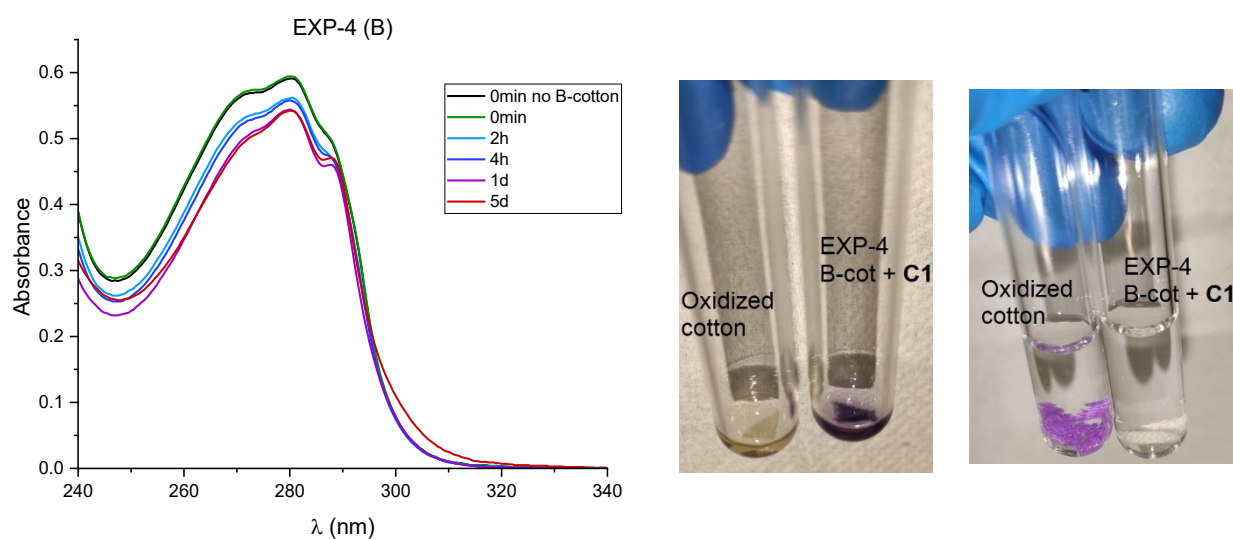 EXP-4 (B)
Absorbance
0.6
0.5
0.4
0.3
0.2
0.1
0.0
240
260
280
300
320
340
λ (nm)
0min no B-cotton
0min
2h
4h
1d
5d
Oxidized
cotton
EXP-4
B-cot + C1
Oxidized
cotton
EXP-4
B-cot + C1